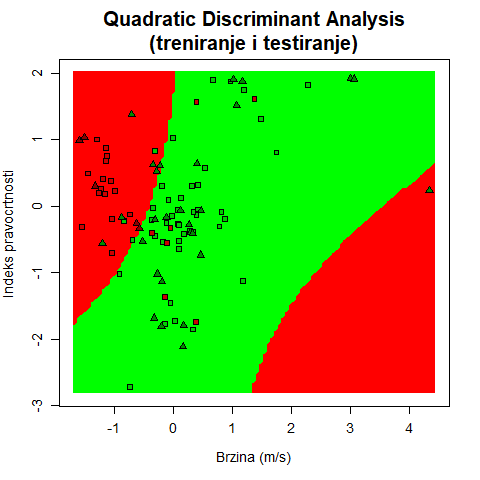 Quadratic Discriminant Analysis
(treniranje i testiranje)
Indeks pravocrtnosti
2
1
0
-1
-2
-3
-1 0 1 2 3 4
Brzina (m/s)